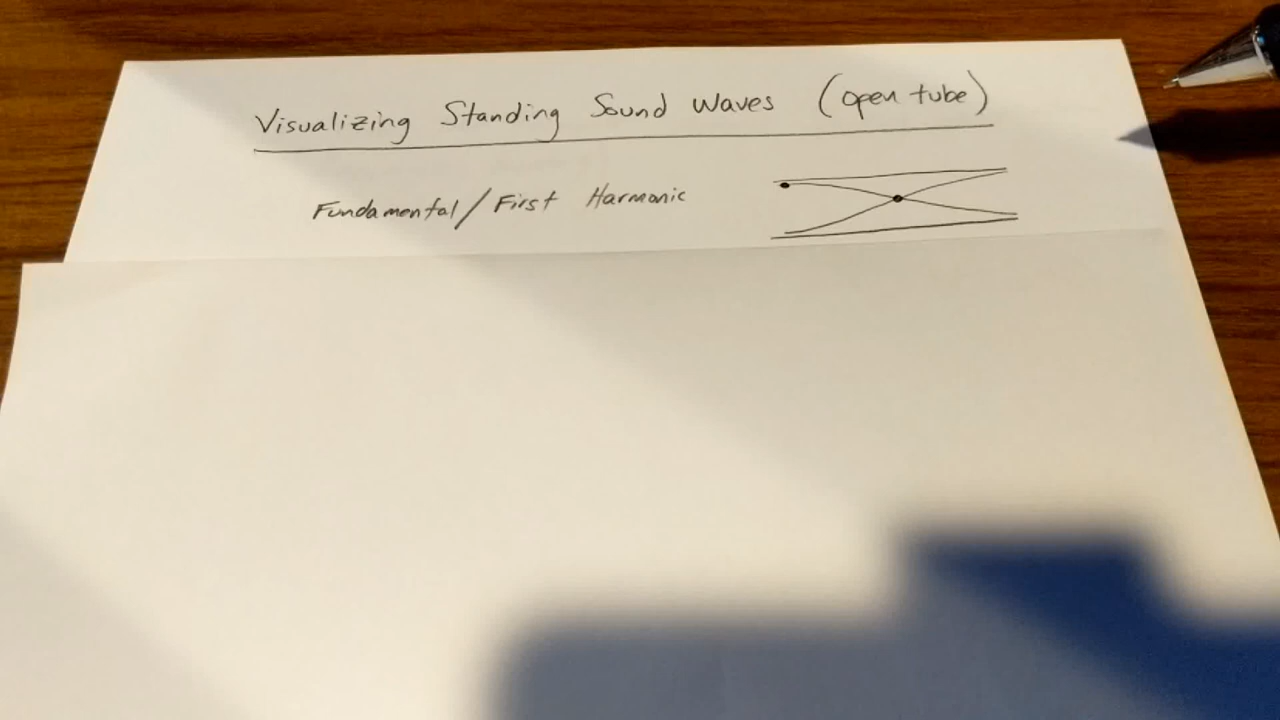 Visualizing Standing Sound Waves (open tube)
Fundamental/First Harmonic